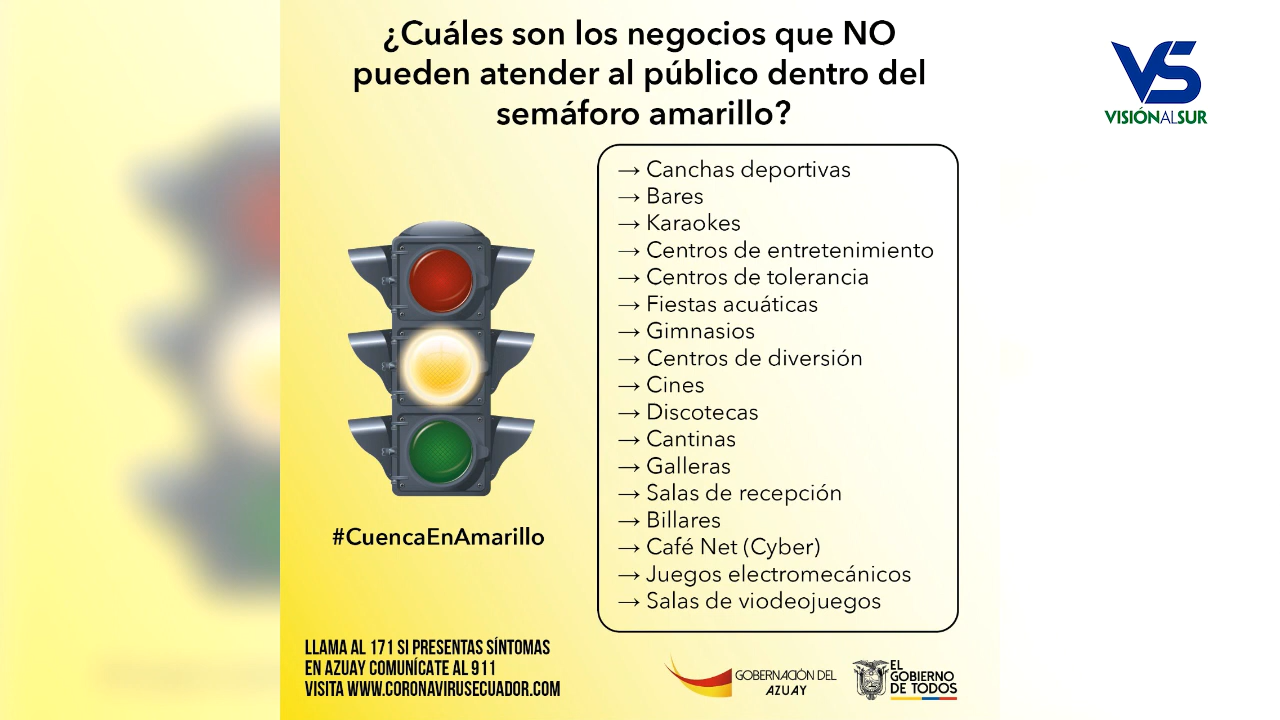 ¿Cuáles son los negocios que NO
pueden atender al público dentro del
semáforo amarillo?
VS
VISIÓNALSUR
→ Canchas deportivas
→ Bares
→ Karaokes
→ Centros de entretenimiento
→ Centros de tolerancia
→ Fiestas acuáticas
→ Gimnasios
→ Centros de diversión
→ Cines
→ Discotecas
→ Cantinas
→ Galleras
→ Salas de recepción
→ Billares
→ Café Net (Cyber)
→ Juegos electromecánicos
→ Salas de viodeojuegos
#CuencaEnAmarillo
LLAMA AL 171 SI PRESENTAS SÍNTOMAS
EN AZUAY COMUNÍCATE AL 911
VISITA WWW.CORONAVIRUSECUADOR.COM
GOBERNACIÓN DEL
AZUAY
EL
GOBIERNO
DE TODOS